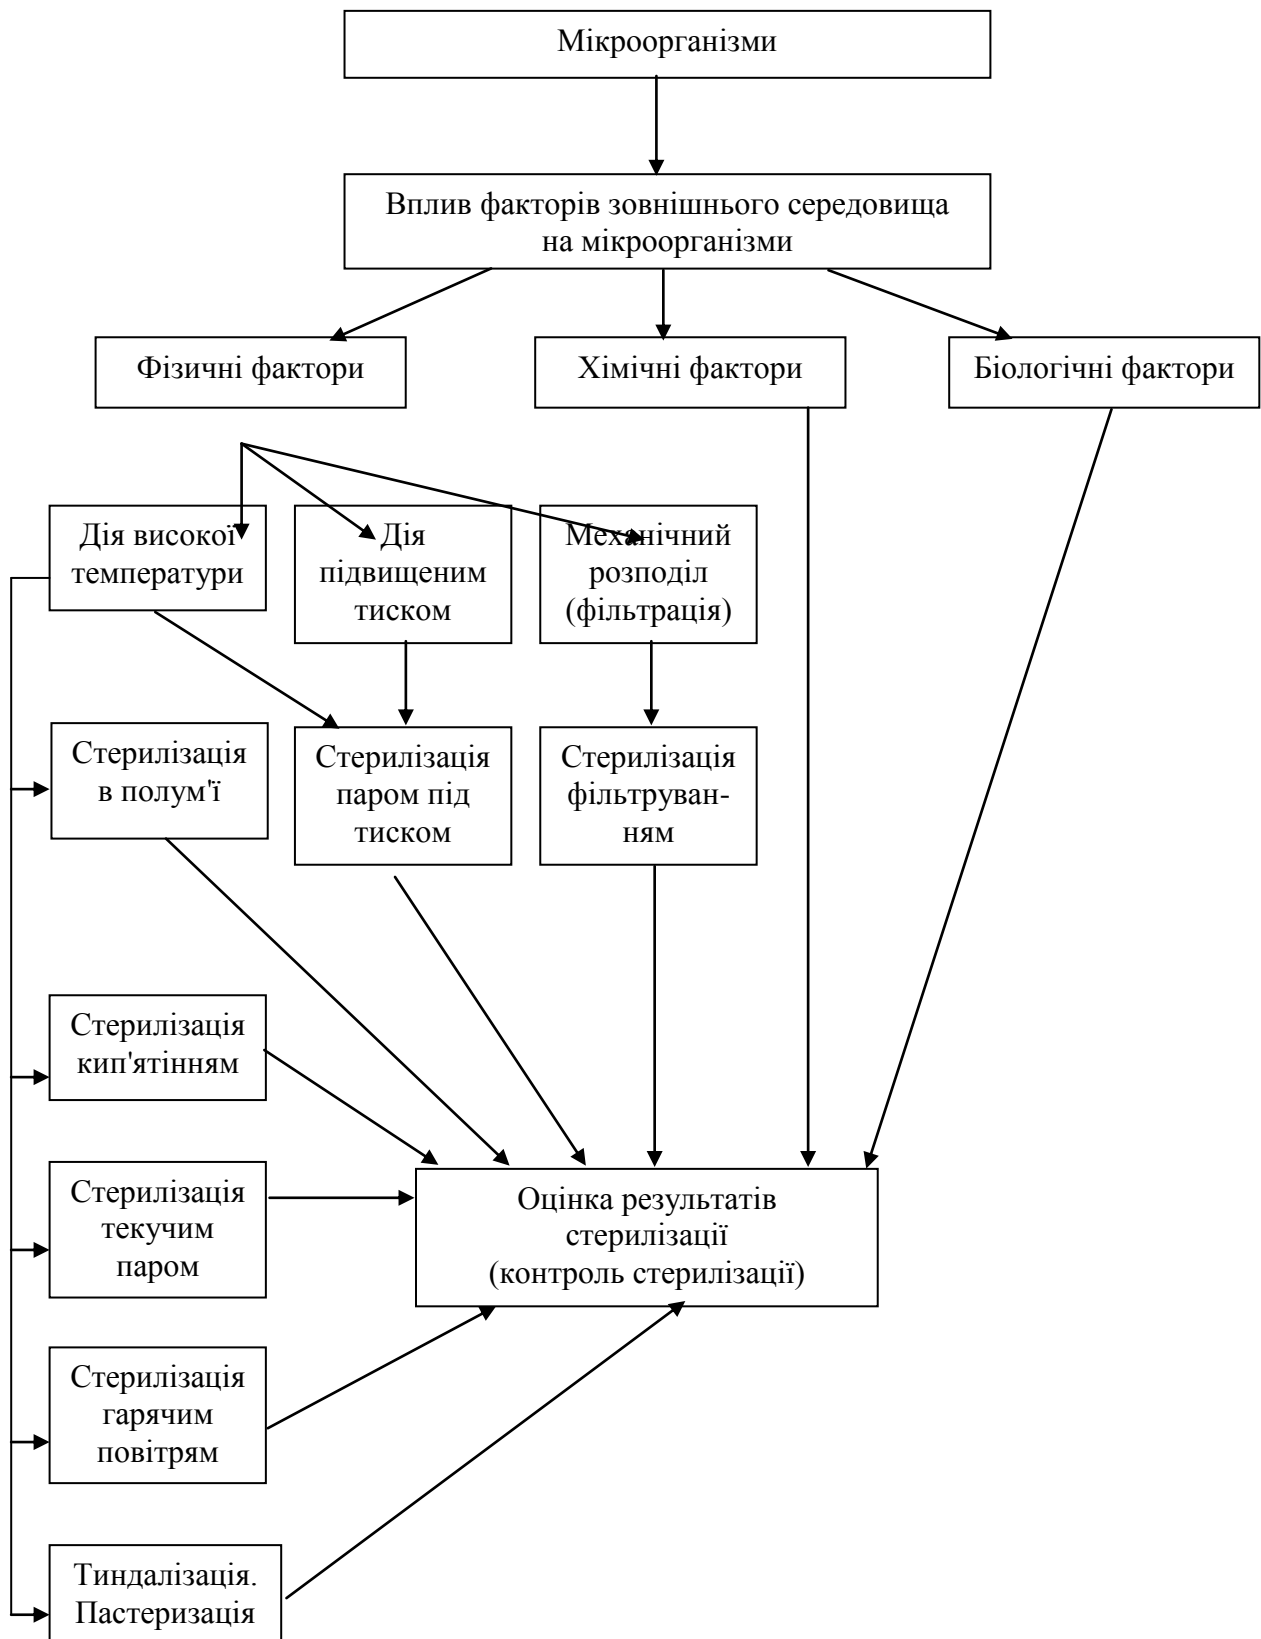 Мікроорганізми
Вплив факторів зовнішнього середовища
на мікроорганізми
Фізичні фактори
Хімічні фактори
Біологічні фактори
Дія високої
температури
Дія
підвищеним
тиском
Механічний
розподіл
(фільтрація)
Стерилізація
в полум'ї
Стерилізація
паром під
тиском
Стерилізація
фільтруван-
ням
Стерилізація
кип'ятінням
Стерилізація
текучим
паром
Оцінка результатів
стерилізації
(контроль стерилізації)
Стерилізація
гарячим
повітрям
Тиндалізація.
Пастеризація